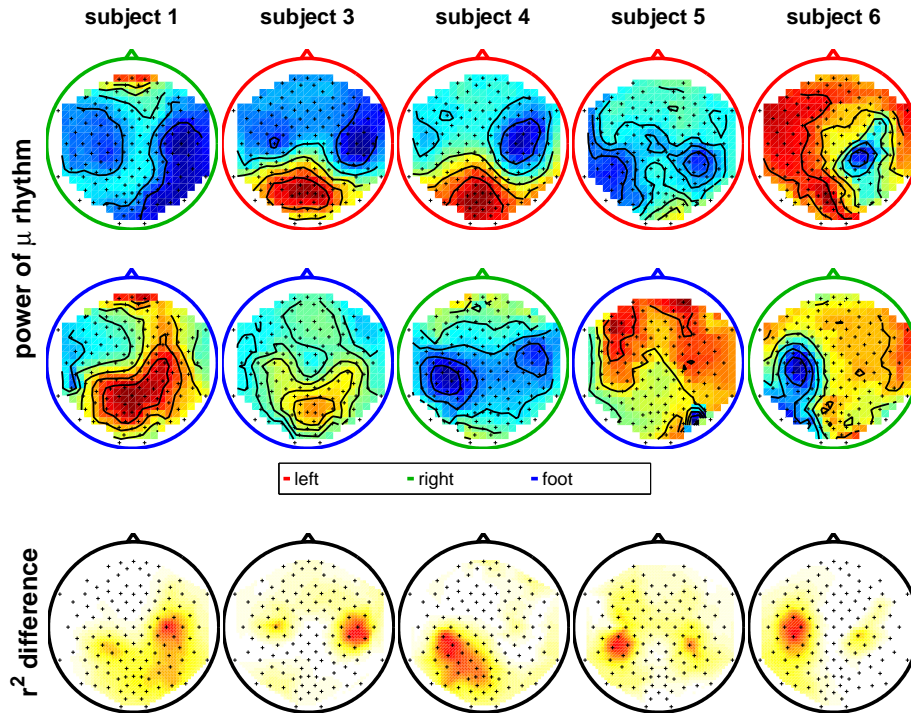 subject 1 subject 3 subject 4 subject 5 subject 6
power of μ rhythm
left right foot
r² difference